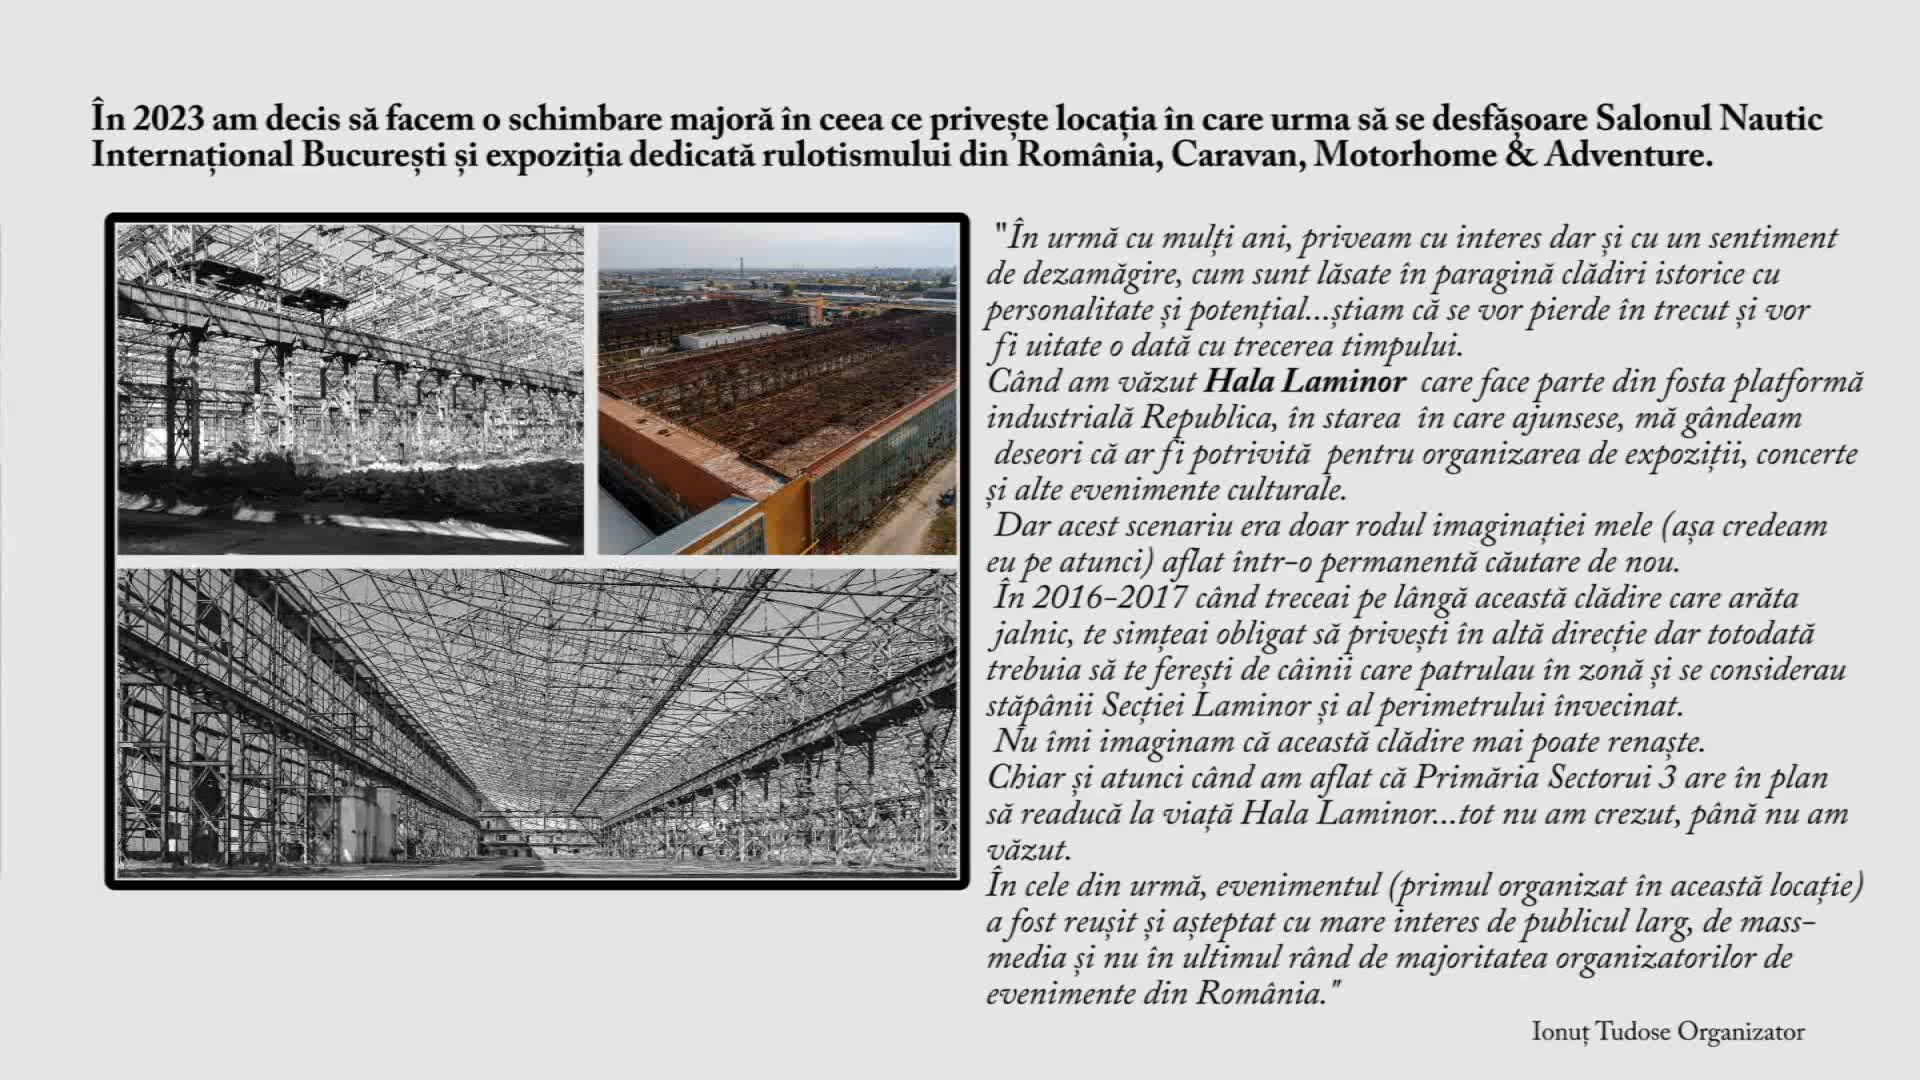 În 2023 am decis să facem o schimbare majoră în ceea ce privește locația în care urma să se desfășoare Salonul Nautic
Internațional București și expoziția dedicată rulotismului din România, Caravan, Motorhome & Adventure.
"În urmă cu mulți ani, priveam cu interes dar și cu un sentiment
de dezamăgire, cum sunt lăsate în paragină clădiri istorice cu
personalitate și potențial...știam că se vor pierde în trecut și vor
fi uitate o dată cu trecerea timpului.
Când am văzut Hala Laminor care face parte din fosta platformă
industrială Republica, în starea în care ajunsese, mă gândeam
deseori că ar fi potrivită pentru organizarea de expoziții, concerte
și alte evenimente culturale.
Dar acest scenariu era doar rodul imaginației mele (așa credeam
eu pe atunci) aflat într-o permanentă căutare de nou.
În 2016-2017 când treceai pe lângă această clădire care arăta
jalnic, te simțeai obligat să privești în altă direcție dar totodată
trebuia să te ferești de câinii care patrulau în zonă și se considerau
stăpânii Secției Laminor și al perimetrului învecinat.
Nu îmi imaginam că această clădire mai poate renaște.
Chiar și atunci când am aflat că Primăria Sectorui 3 are în plan
să readucă la viață Hala Laminor...tot nu am crezut, până nu am
văzut.
În cele din urmă, evenimentul (primul organizat în această locație)
a fost reușit și așteptat cu mare interes de publicul larg, de mass-
media și nu în ultimul rând de majoritatea organizatorilor de
evenimente din România."
Ionuț Tudose Organizator